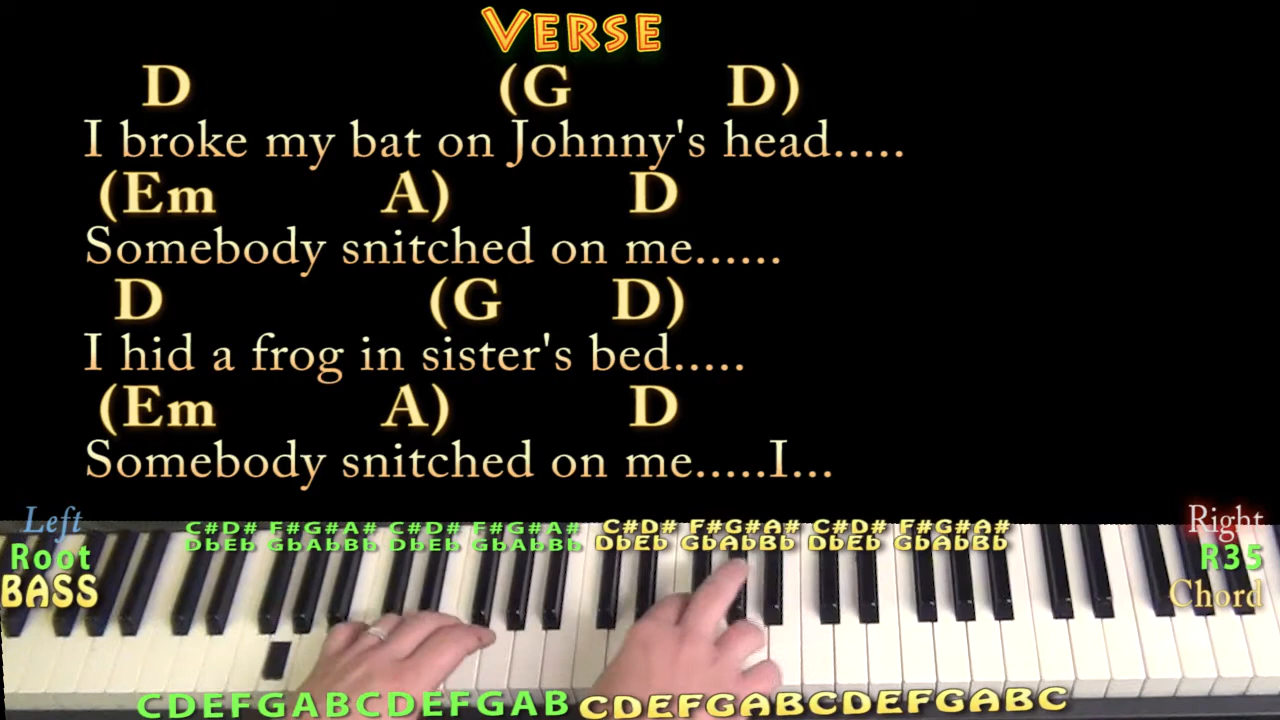 VERSE
D (G D)
I broke my bat on Johnny's head.....
(Em A) D
Somebody snitched on me......
D (G D)
I hid a frog in sister's bed.....
(Em A) D
Somebody snitched on me.....I...
Left
Root
BASS
C#D# F#G#A# C#D# F#G#A# C#D# F#G#A# C#D# F#G#A#
DbEb GbAbBb DbEb GbAbBb DbEb GbAbBb DbEb GbAbBb
Right
R35
Chord
CDEFGABCDEFGAB CDEFGABCDEFGABC